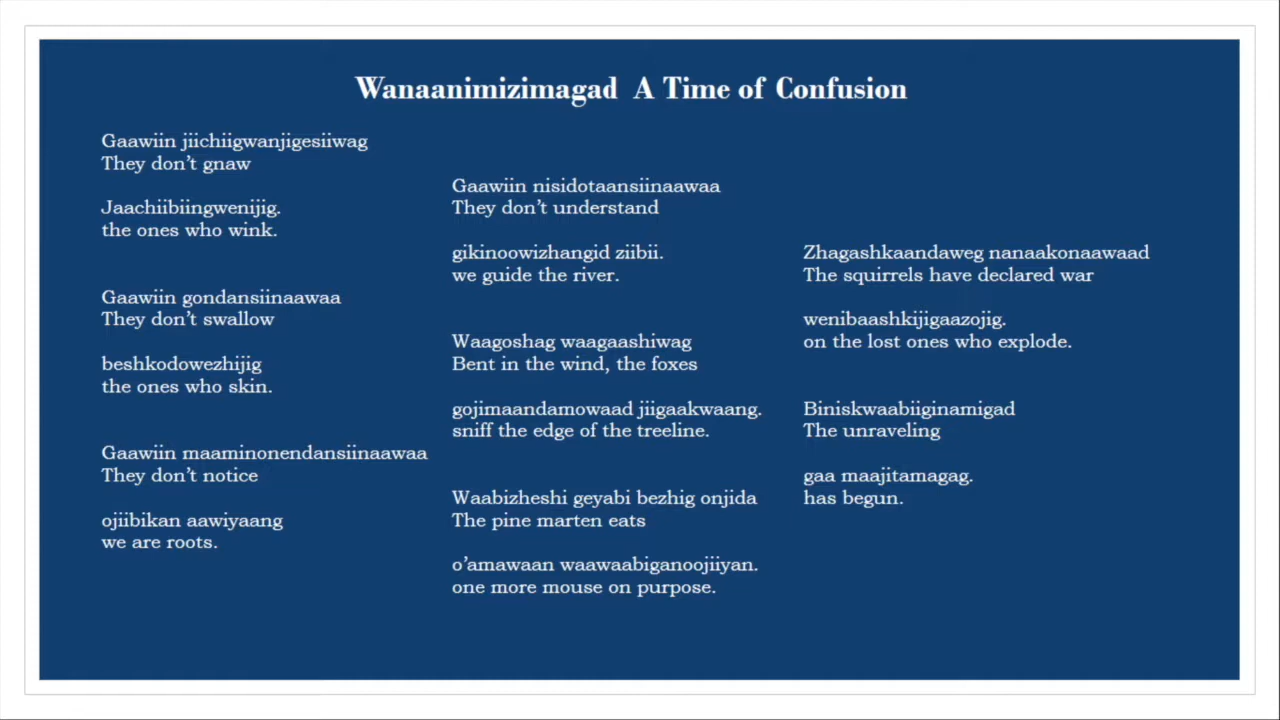 Wanaanimizimagad A Time of Confusion
Gaawiin jiichiigwanjigesiiwag
They don’t gnaw
Jaachiibiingwenijig.
the ones who wink.
Gaawiin gondansiinaawaa
They don’t swallow
beshkodowezhijig
the ones who skin.
Gaawiin maaminonendansiinaawaa
They don’t notice
ojiibikan aawiyaang
we are roots.
Gaawiin nisidotaansiinaawaa
They don’t understand
gikinoowizhangid ziibii.
we guide the river.
Waagoshag waagaashiwag
Bent in the wind, the foxes
gojimaandamowaad jiigaakwaang.
sniff the edge of the treeline.
Waabizheshi geyabi bezhig onjida
The pine marten eats
o’amawaan waawaabiganoojiiyan.
one more mouse on purpose.
Zhagashkaandaweg nanaakonaawaad
The squirrels have declared war
wenibaashkijigaazojig.
on the lost ones who explode.
Biniskwaabiiginamigad
The unraveling
gaa maajitamagag.
has begun.